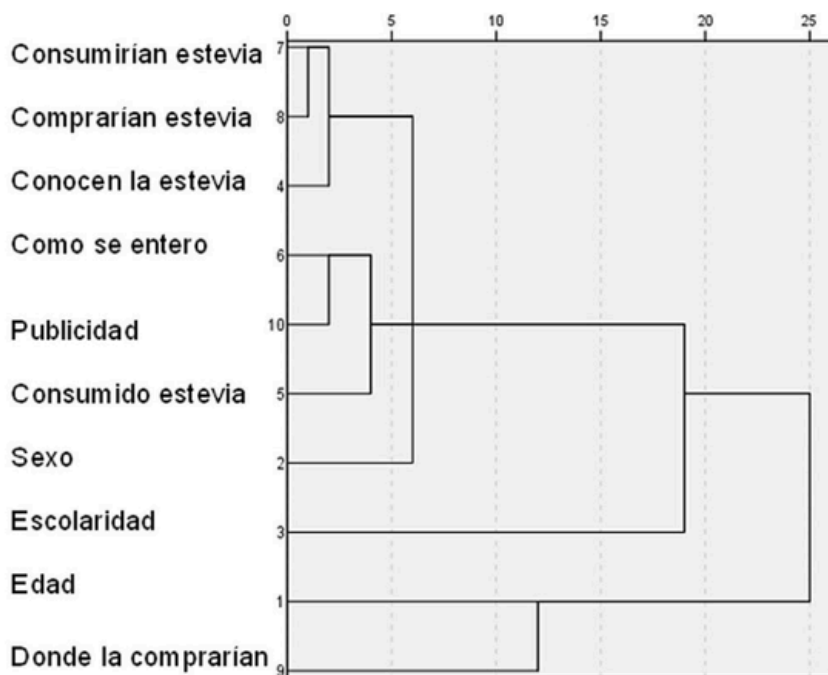 0 5 10 15 20 25
Consumirían estevia 7
Comprarían estevia 8
Conocen la estevia 4
Como se entero 6
Publicidad 10
Consumido estevia 5
Sexo 2
Escolaridad 3
Edad 1
Donde la comprarían 9